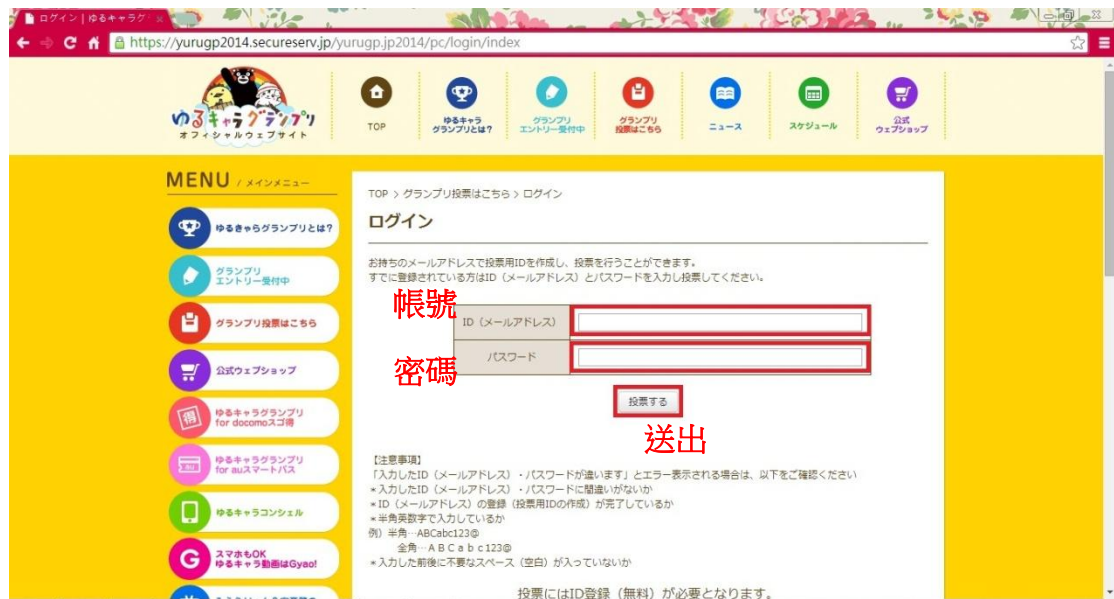 ログイン | ゆるキャラグ
https://yurugp2014.secureserv.jp/yurugp.jp2014/pc/login/index
ゆるキャラグランプリ
オフィシャルウェブサイト
TOP
ゆるキャラ
グランプリとは?
グランプリ
エントリー受付中
グランプリ
投票はこちら
ニュース
スケジュール
公式
ウェブショップ
MENU / メインメニュー
ゆるきゃらグランプリとは?
グランプリ
エントリー受付中
グランプリ投票はこちら
公式ウェブショップ
得
ゆるキャラグランプリ
for docomoスゴ得
au
ゆるキャラグランプリ
for auスマートパス
ゆるキャラコンシェル
G
スマホもOK
ゆるキャラ動画はGyao!
TOP > グランプリ投票はこちら > ログイン
ログイン
お持ちのメールアドレスで投票用IDを作成し、投票を行うことができます。
すでに登録されている方はID(メールアドレス)とパスワードを入力し投票してください。
帳號
ID(メールアドレス)
密碼
パスワード
投票する
送出
【注意事項】
「入力したID(メールアドレス)・パスワードが違います」とエラー表示される場合は、以下をご確認ください
*入力したID(メールアドレス)・パスワードに間違いがないか
*ID(メールアドレス)の登録(投票用IDの作成)が完了しているか
*半角英数字で入力しているか
例)半角…ABCabc123@
全角…ＡＢＣａｂｃ123@
*入力した前後に不要なスペース(空白)が入っていないか
投票にはID登録(無料)が必要となります。